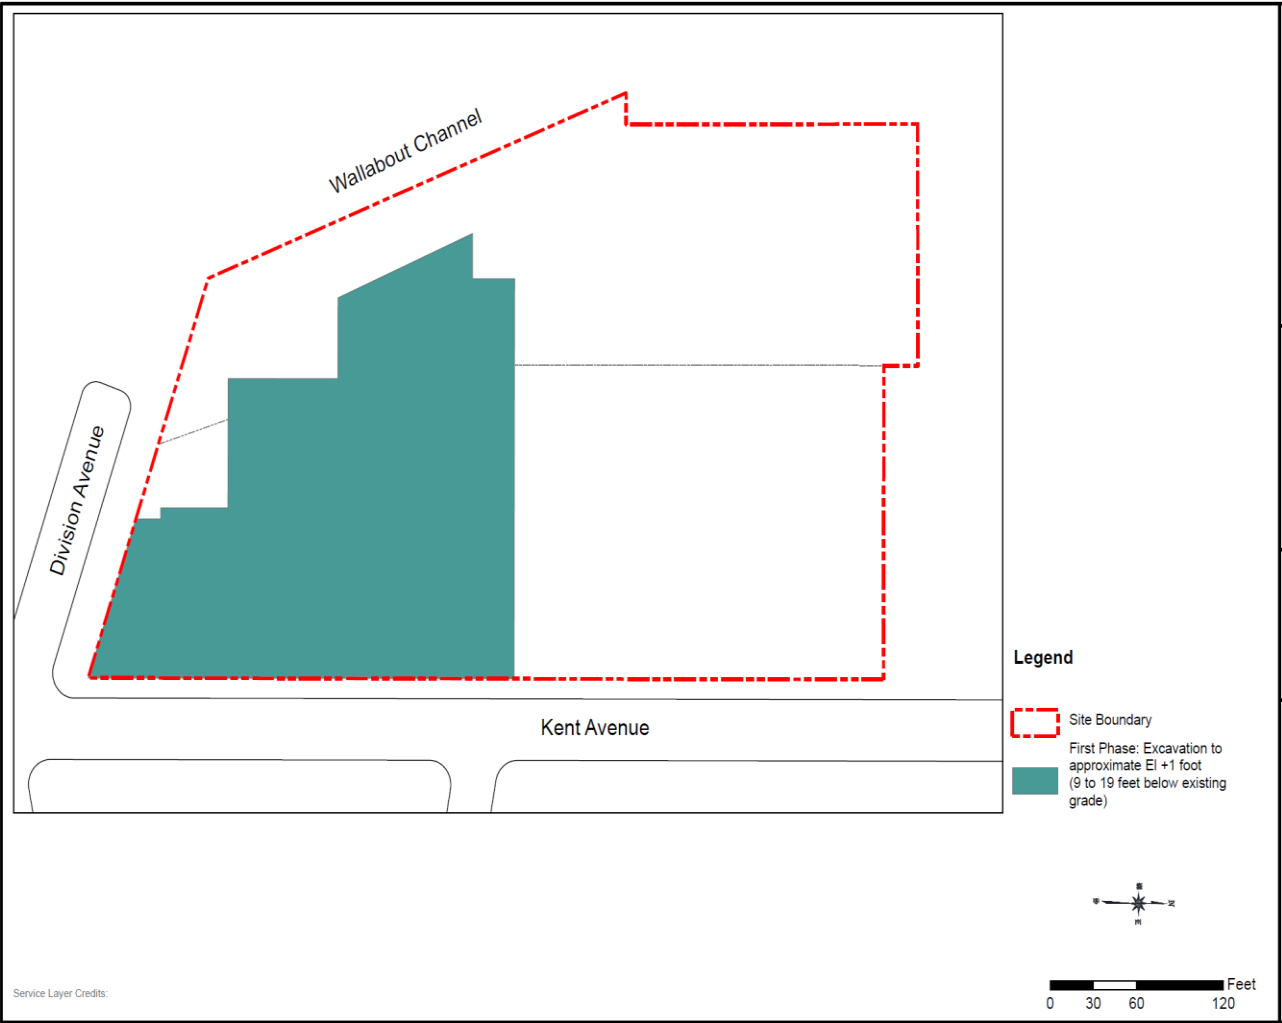 Wallabout Channel
Division Avenue
Kent Avenue
Legend
Site Boundary
First Phase: Excavation to
approximate El +1 foot
(9 to 19 feet below existing
grade)
W
S
N
E
Feet
0 30 60 120
Service Layer Credits: